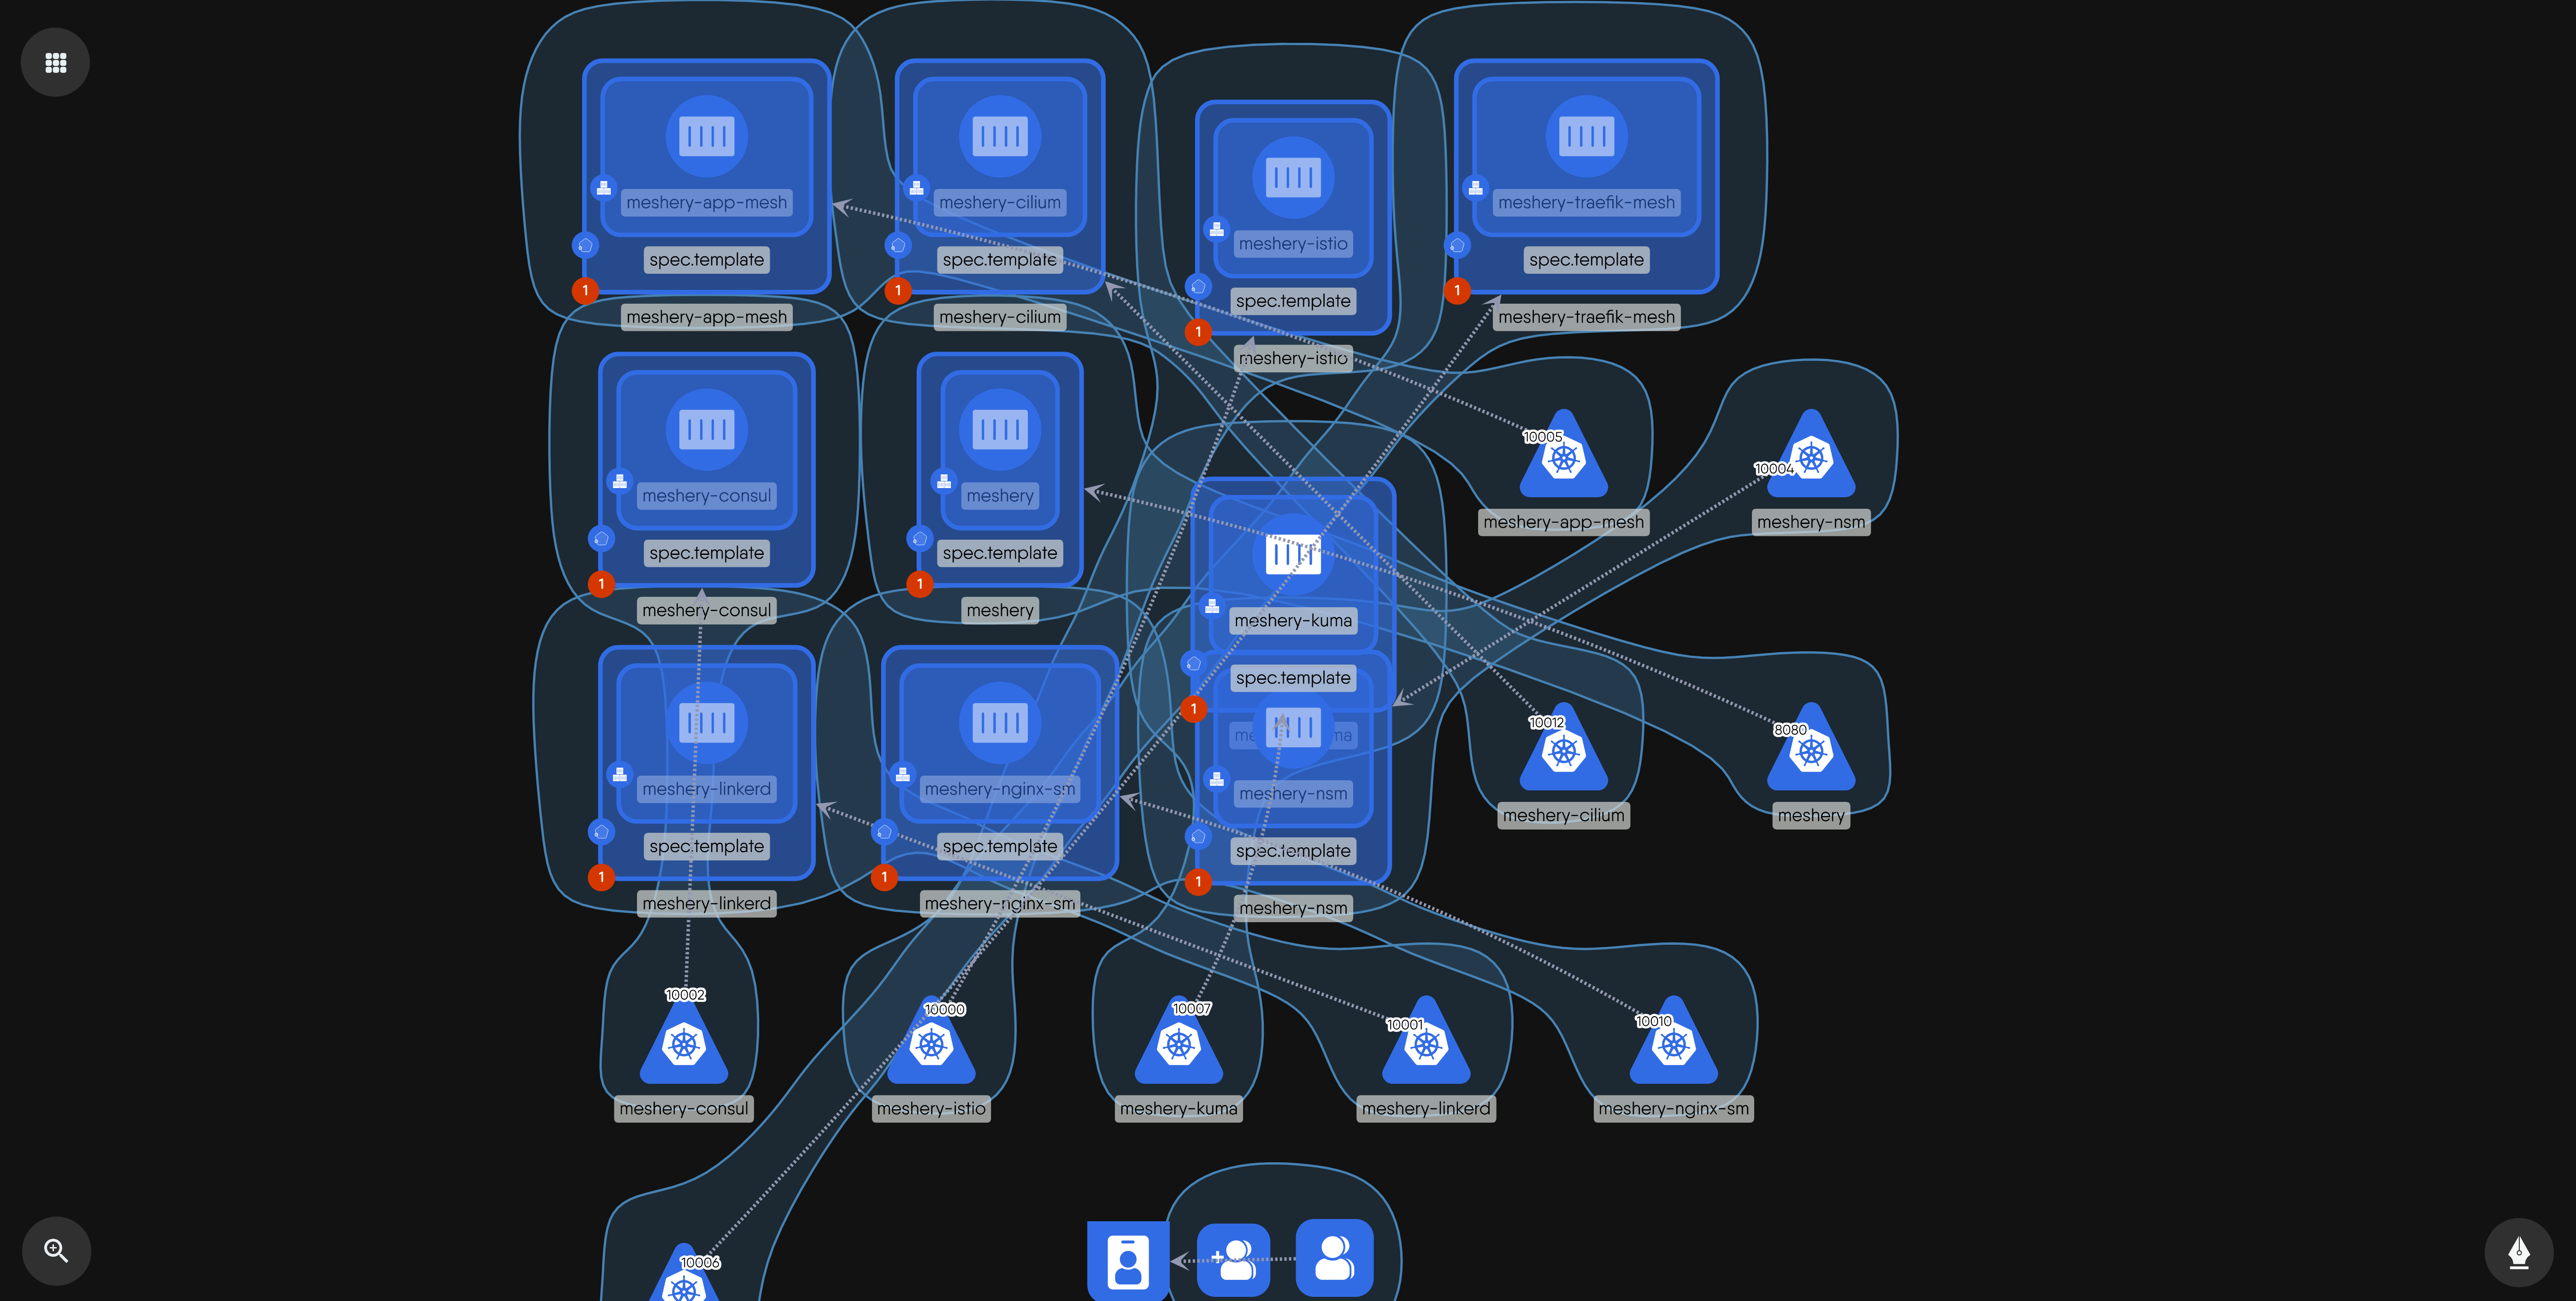 meshery-app-mesh
spec.template
1
meshery-app-mesh
meshery-cilium
spec.template
1
meshery-cilium
meshery-istio
spec.template
1
meshery-istio
meshery-traefik-mesh
spec.template
1
meshery-traefik-mesh
meshery-consul
spec.template
1
meshery-consul
meshery
spec.template
1
meshery
10005
meshery-app-mesh
10004
meshery-nsm
meshery-kuma
spec.template
1
meshery-linkerd
spec.template
1
meshery-linkerd
meshery-nginx-sm
spec.template
1
meshery-nginx-sm
meshery-nsm
spec.template
1
meshery-nsm
10012
meshery-cilium
8080
meshery
10002
meshery-consul
10000
meshery-istio
10007
meshery-kuma
10001
meshery-linkerd
10010
meshery-nginx-sm
10006